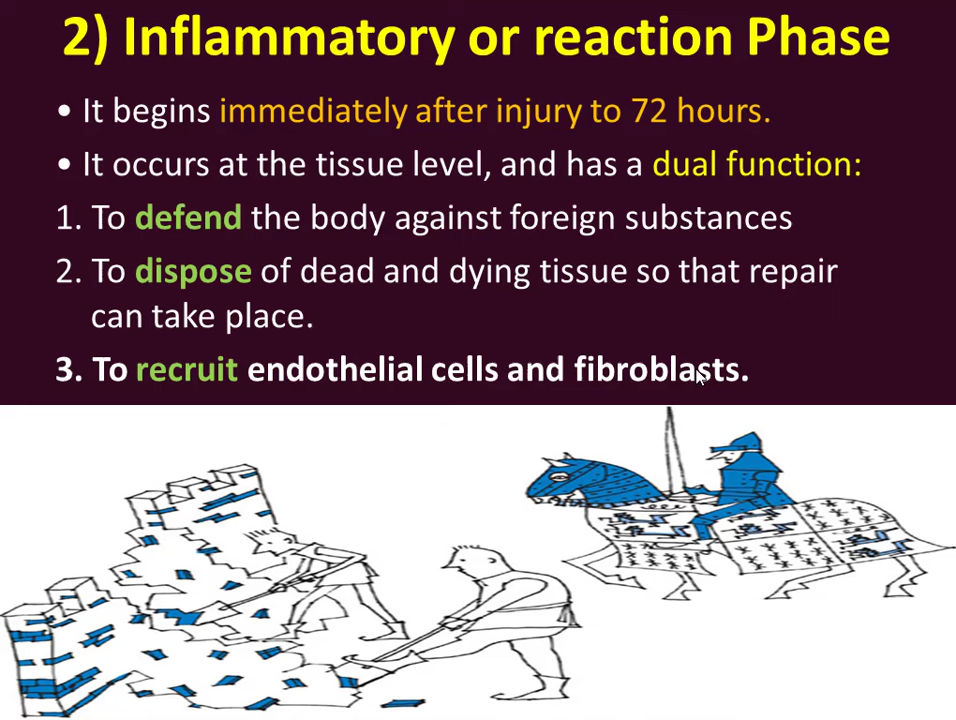 2) Inflammatory or reaction Phase
• It begins immediately after injury to 72 hours.
• It occurs at the tissue level, and has a dual function:
1. To defend the body against foreign substances
2. To dispose of dead and dying tissue so that repair
can take place.
3. To recruit endothelial cells and fibroblasts.